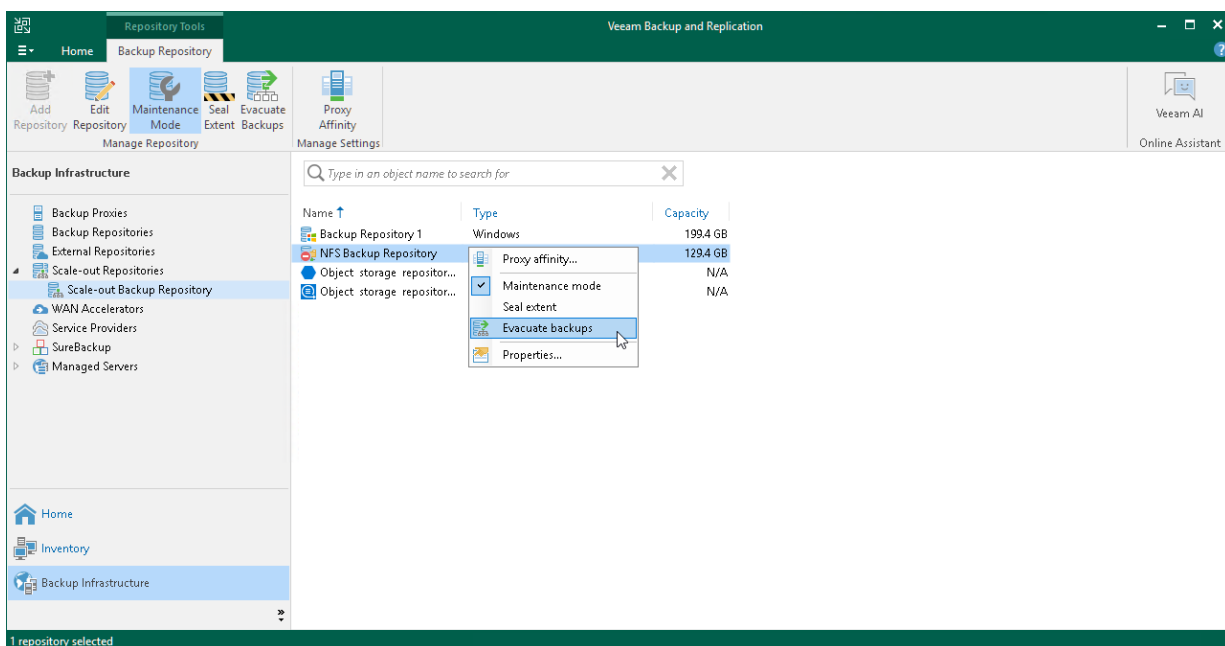 Repository Tools
Veeam Backup and Replication
Home
Backup Repository
Add Repository
Edit Repository
Maintenance Mode
Seal Extent
Evacuate Backups
Manage Repository
Proxy Affinity
Manage Settings
Veeam AI
Online Assistant
Backup Infrastructure
Backup Proxies
Backup Repositories
External Repositories
Scale-out Repositories
Scale-out Backup Repository
WAN Accelerators
Service Providers
SureBackup
Managed Servers
Home
Inventory
Backup Infrastructure
Type in an object name to search for
Name Type Capacity
Backup Repository 1 Windows 199.4 GB
NFS Backup Repository 129.4 GB
Object storage repositor... N/A
Object storage repositor... N/A
Proxy affinity...
Maintenance mode
Seal extent
Evacuate backups
Properties...
1 repository selected